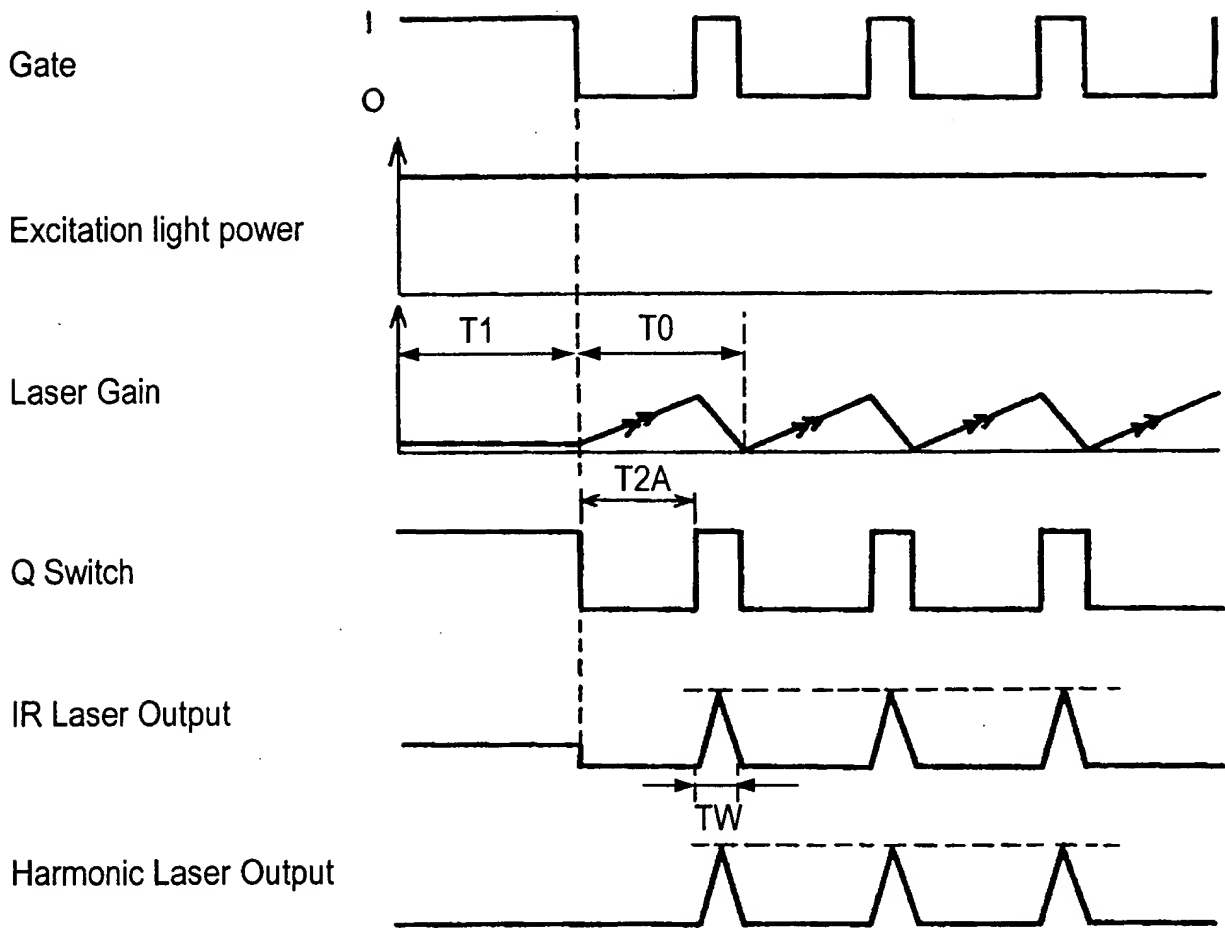 I
Gate
O
Excitation light power
T1 T0
Laser Gain
T2A
Q Switch
IR Laser Output
TW
Harmonic Laser Output